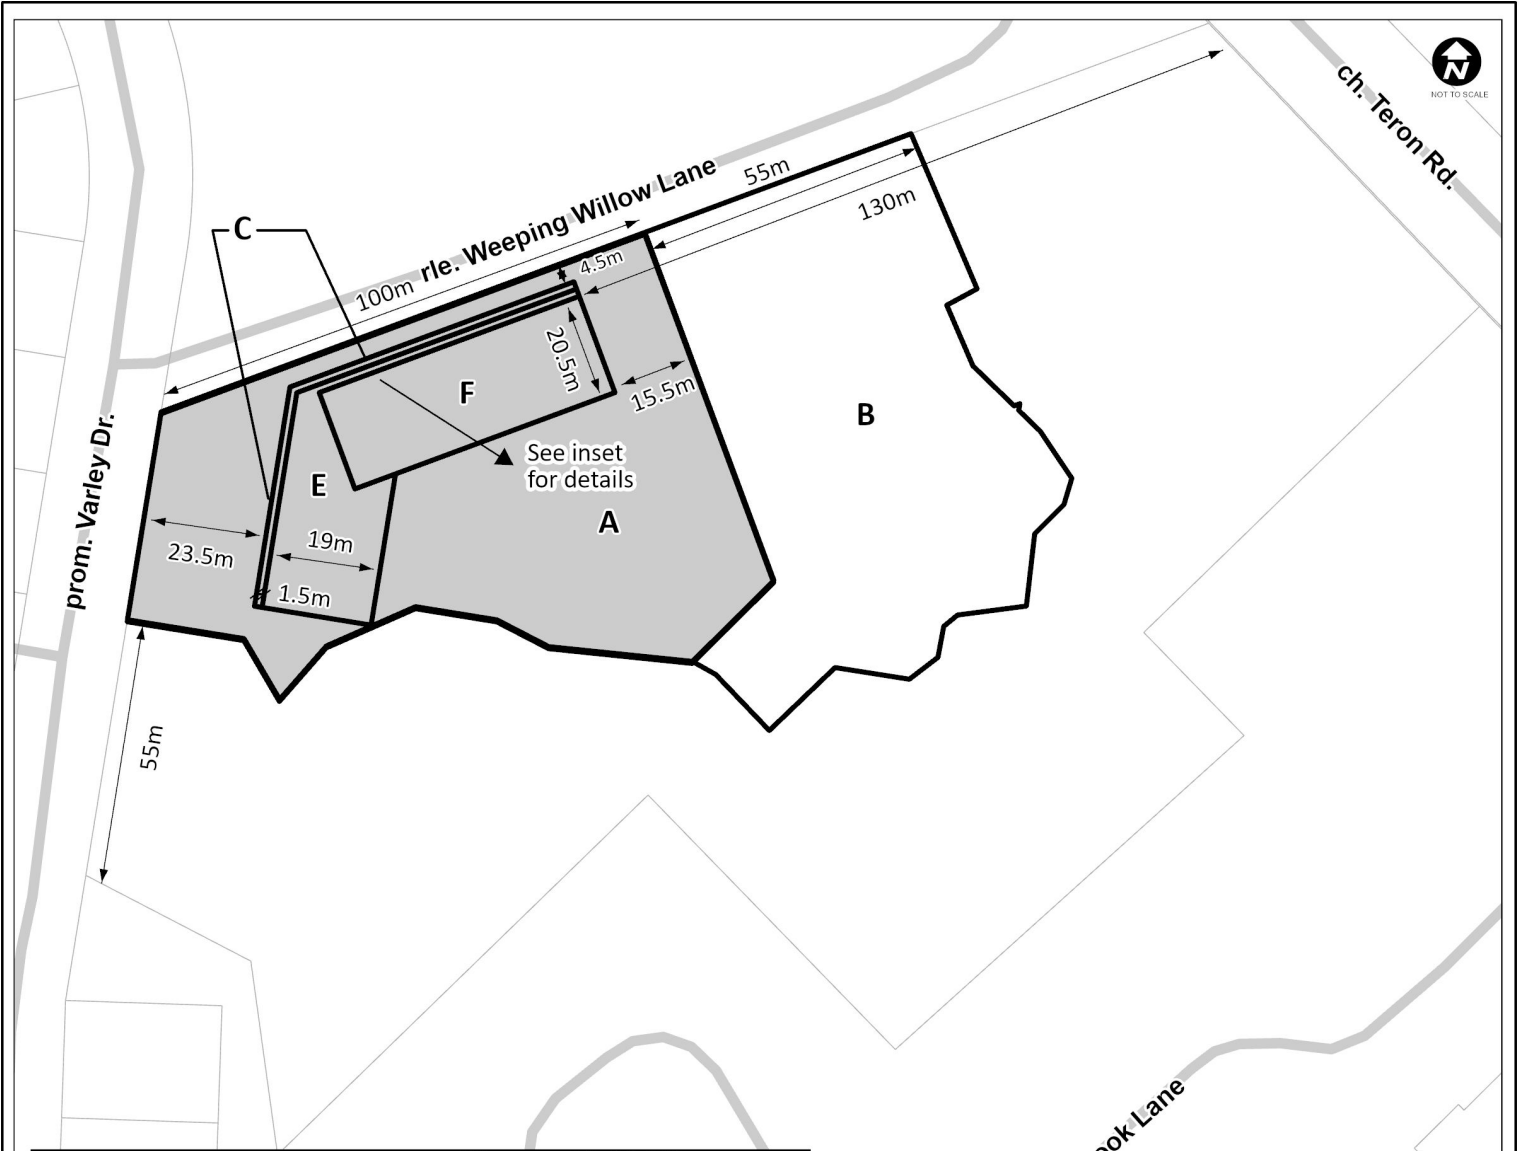 N
NOT TO SCALE
ch. Teron Rd.
rle. Weeping Willow Lane
55m
130m
C
100m
4.5m
20.5m
F
15.5m
B
See inset
for details
E
A
prom. Varley Dr.
23.5m
19m
1.5m
55m
ook Lane